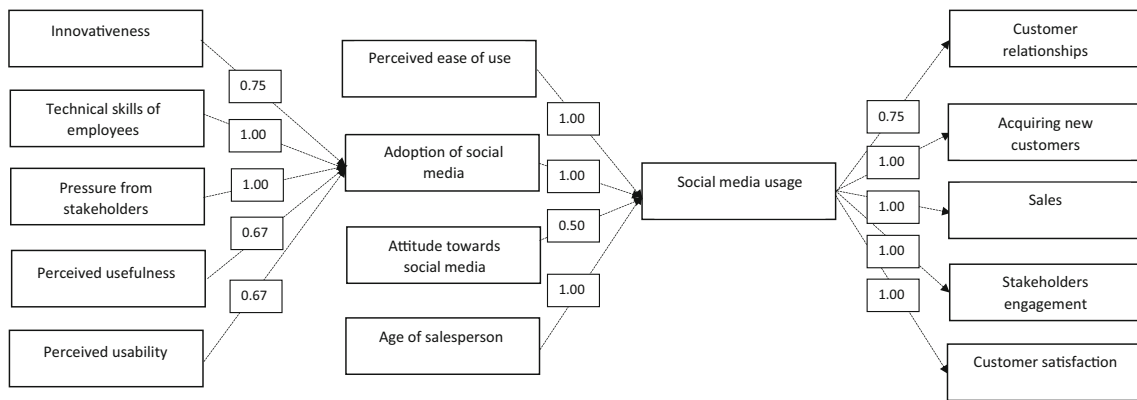 Innovativeness
Technical skills of
employees
Pressure from
stakeholders
Perceived usefulness
Perceived usability
0.75
1.00
1.00
0.67
0.67
Perceived ease of use
Adoption of social
media
Attitude towards
social media
Age of salesperson
1.00
1.00
0.50
1.00
Social media usage
0.75
1.00
1.00
1.00
1.00
Customer
relationships
Acquiring new
customers
Sales
Stakeholders
engagement
Customer satisfaction